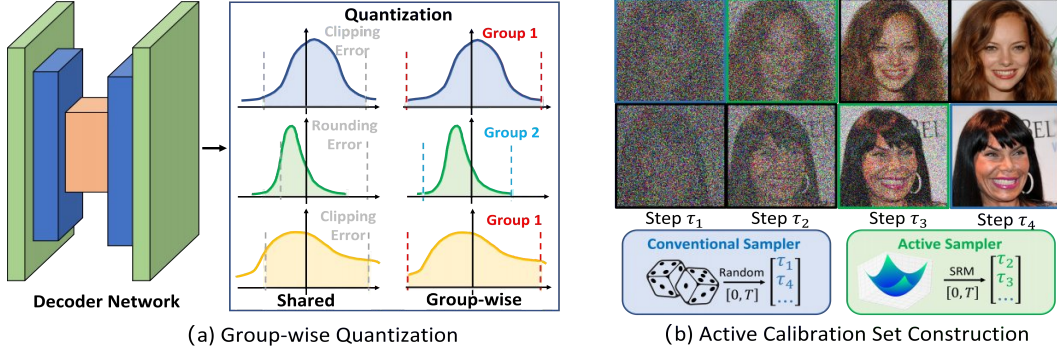 Quantization
Clipping
Error
Group 1
Rounding
Error
Group 2
Clipping
Error
Group 1
Shared
Group-wise
Decoder Network
(a) Group-wise Quantization
BEL
BEL
Step τ₁
Step τ₂
Step τ₃
Step τ₄
Conventional Sampler
Random
[0, T]
[τ₁
τ₄
...]
Active Sampler
SRM
[0, T]
[τ₂
τ₃
...]
(b) Active Calibration Set Construction